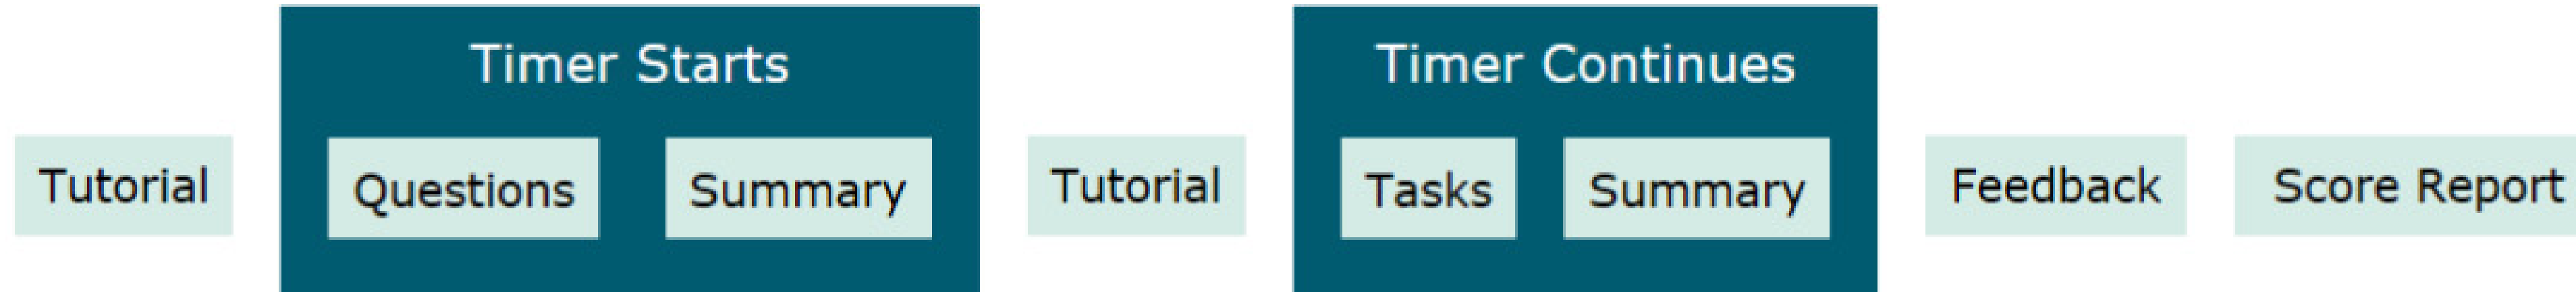 Tutorial
Timer Starts
Questions
Summary
Tutorial
Timer Continues
Tasks
Summary
Feedback
Score Report